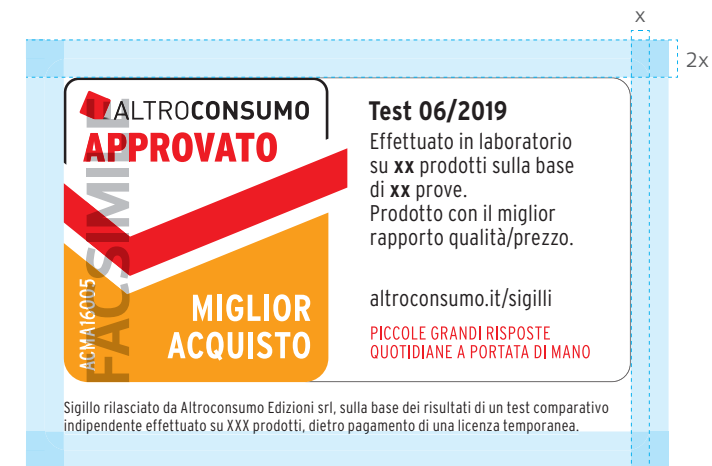 x
2x
ALTROCONSUMO
APPROVATO
FACSIMILE
ACMA16005
MIGLIOR
ACQUISTO
Test 06/2019
Effettuato in laboratorio
su xx prodotti sulla base
di xx prove.
Prodotto con il miglior
rapporto qualità/prezzo.
altroconsumo.it/sigilli
PICCOLE GRANDI RISPOSTE
QUOTIDIANE A PORTATA DI MANO
Sigillo rilasciato da Altroconsumo Edizioni srl, sulla base dei risultati di un test comparativo
indipendente effettuato su XXX prodotti, dietro pagamento di una licenza temporanea.